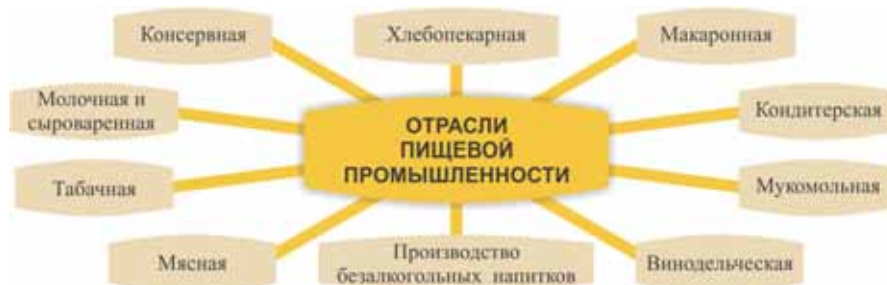 Консервная
Хлебопекарная
Макаронная
Молочная и
сыроваренная
Кондитерская
ОТРАСЛИ
ПИЩЕВОЙ
ПРОМЫШЛЕННОСТИ
Табачная
Мукомольная
Мясная
Производство
безалкогольных напитков
Винодельческая